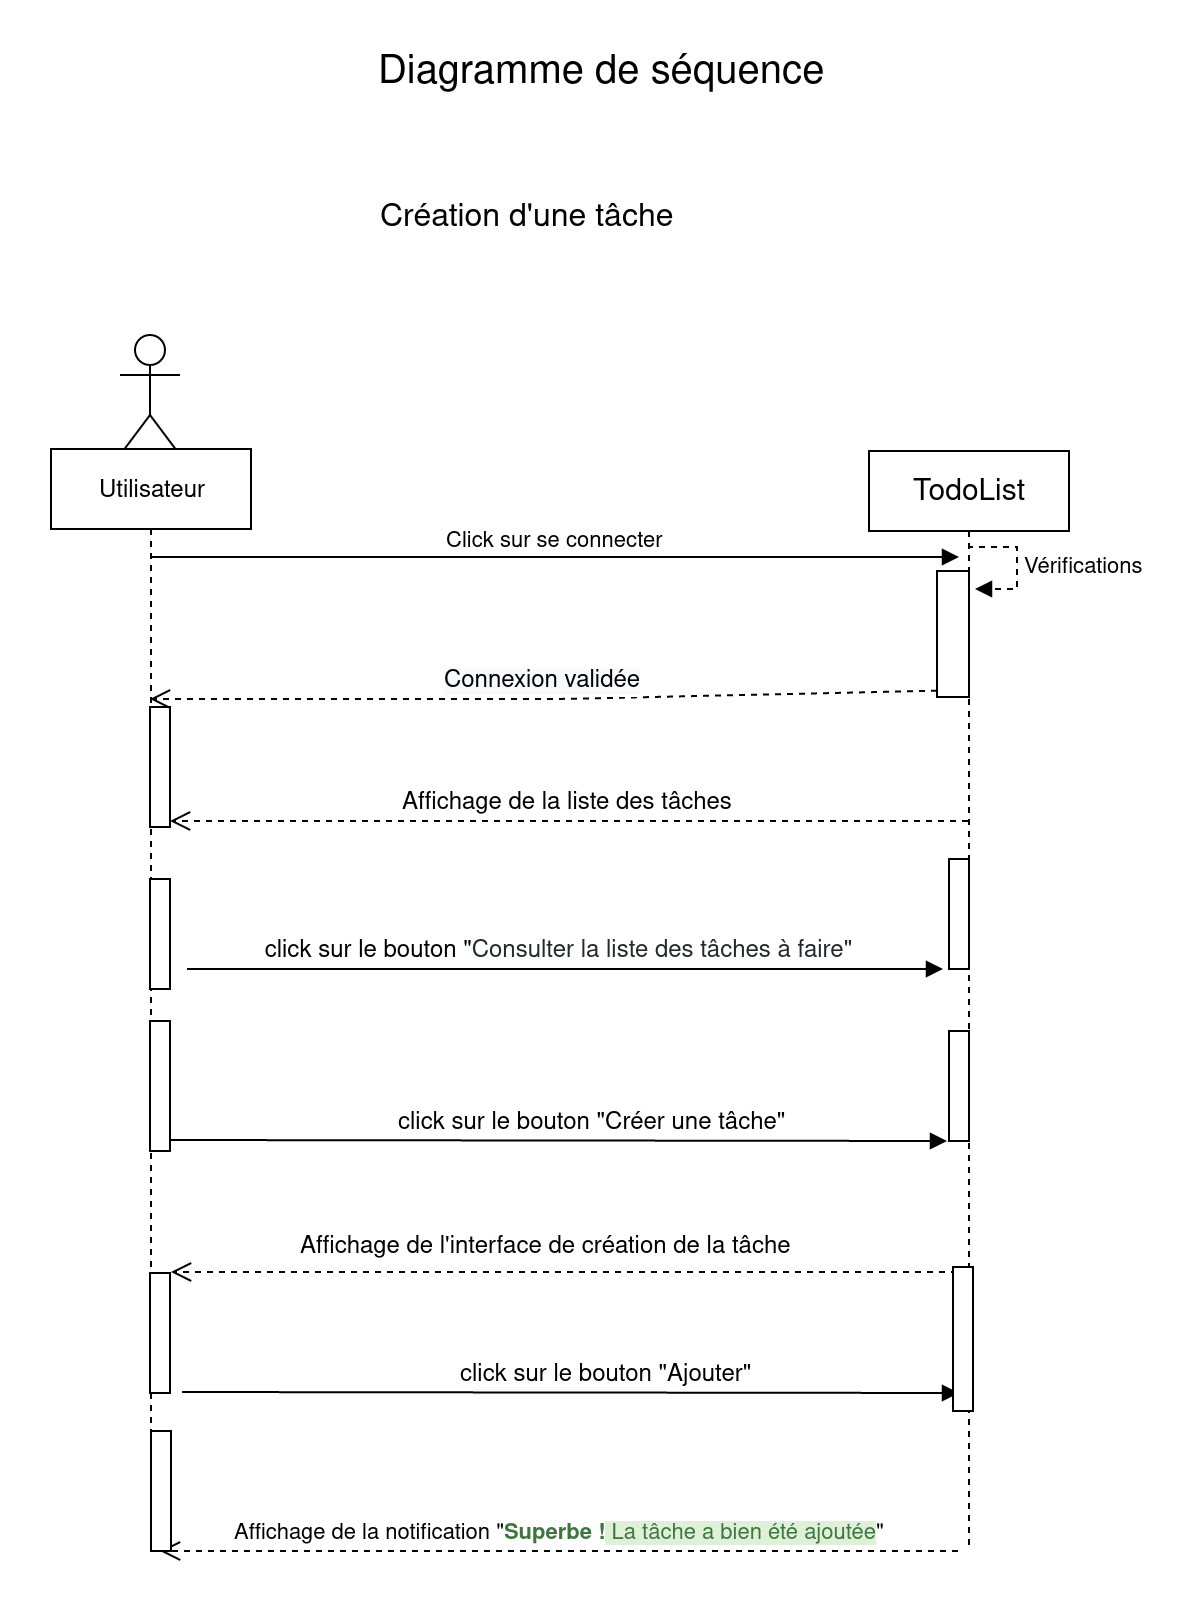 Diagramme de séquence
Création d'une tâche
Utilisateur
TodoList
Click sur se connecter
Vérifications
Connexion validée
Affichage de la liste des tâches
click sur le bouton "Consulter la liste des tâches à faire"
click sur le bouton "Créer une tâche"
Affichage de l'interface de création de la tâche
click sur le bouton "Ajouter"
Affichage de la notification "Superbe ! La tâche a bien été ajoutée"